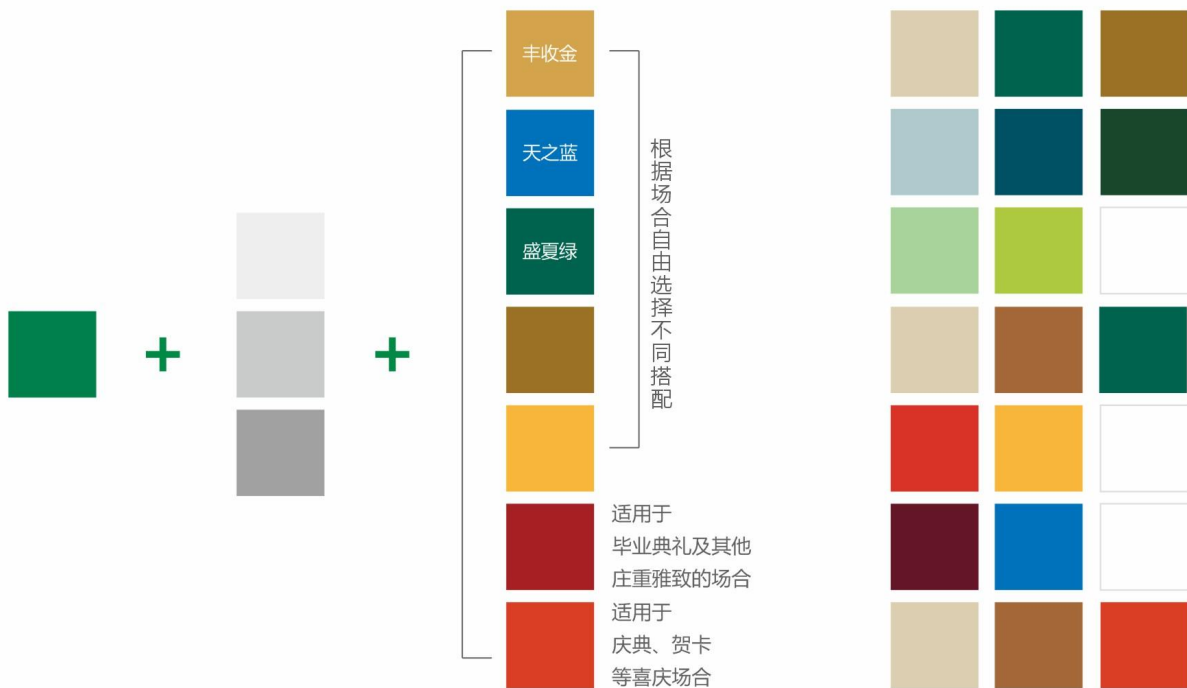 丰收金
天之蓝
盛夏绿
根据场合自由选择不同搭配
适用于
毕业典礼及其他
庄重雅致的场合
适用于
庆典、贺卡
等喜庆场合